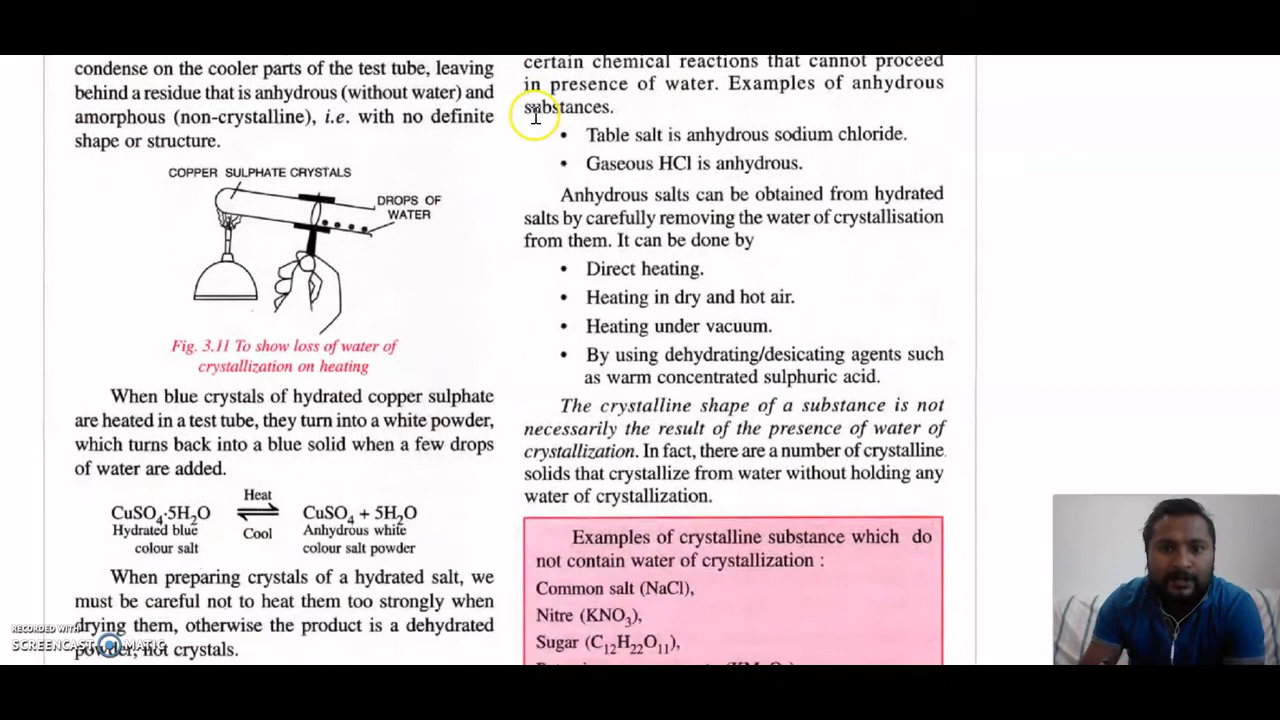 condense on the cooler parts of the test tube, leaving
behind a residue that is anhydrous (without water) and
amorphous (non-crystalline), i.e. with no definite
shape or structure.
COPPER SULPHATE CRYSTALS
DROPS OF
WATER
Fig. 3.11 To show loss of water of
crystallization on heating
When blue crystals of hydrated copper sulphate
are heated in a test tube, they turn into a white powder,
which turns back into a blue solid when a few drops
of water are added.
CuSO₄·5H₂O Heat ⇌ Cool CuSO₄ + 5H₂O
Hydrated blue
colour salt
Anhydrous white
colour salt powder
When preparing crystals of a hydrated salt, we
must be careful not to heat them too strongly when
drying them, otherwise the product is a dehydrated
powder, not crystals.
certain chemical reactions that cannot proceed
in presence of water. Examples of anhydrous
substances.
• Table salt is anhydrous sodium chloride.
• Gaseous HCl is anhydrous.
Anhydrous salts can be obtained from hydrated
salts by carefully removing the water of crystallisation
from them. It can be done by
• Direct heating.
• Heating in dry and hot air.
• Heating under vacuum.
• By using dehydrating/desicating agents such
as warm concentrated sulphuric acid.
The crystalline shape of a substance is not
necessarily the result of the presence of water of
crystallization. In fact, there are a number of crystalline
solids that crystallize from water without holding any
water of crystallization.
Examples of crystalline substance which do
not contain water of crystallization :
Common salt (NaCl),
Nitre (KNO₃),
Sugar (C₁₂H₂₂O₁₁),
RECORDED WITH
SCREENCAST MATIC